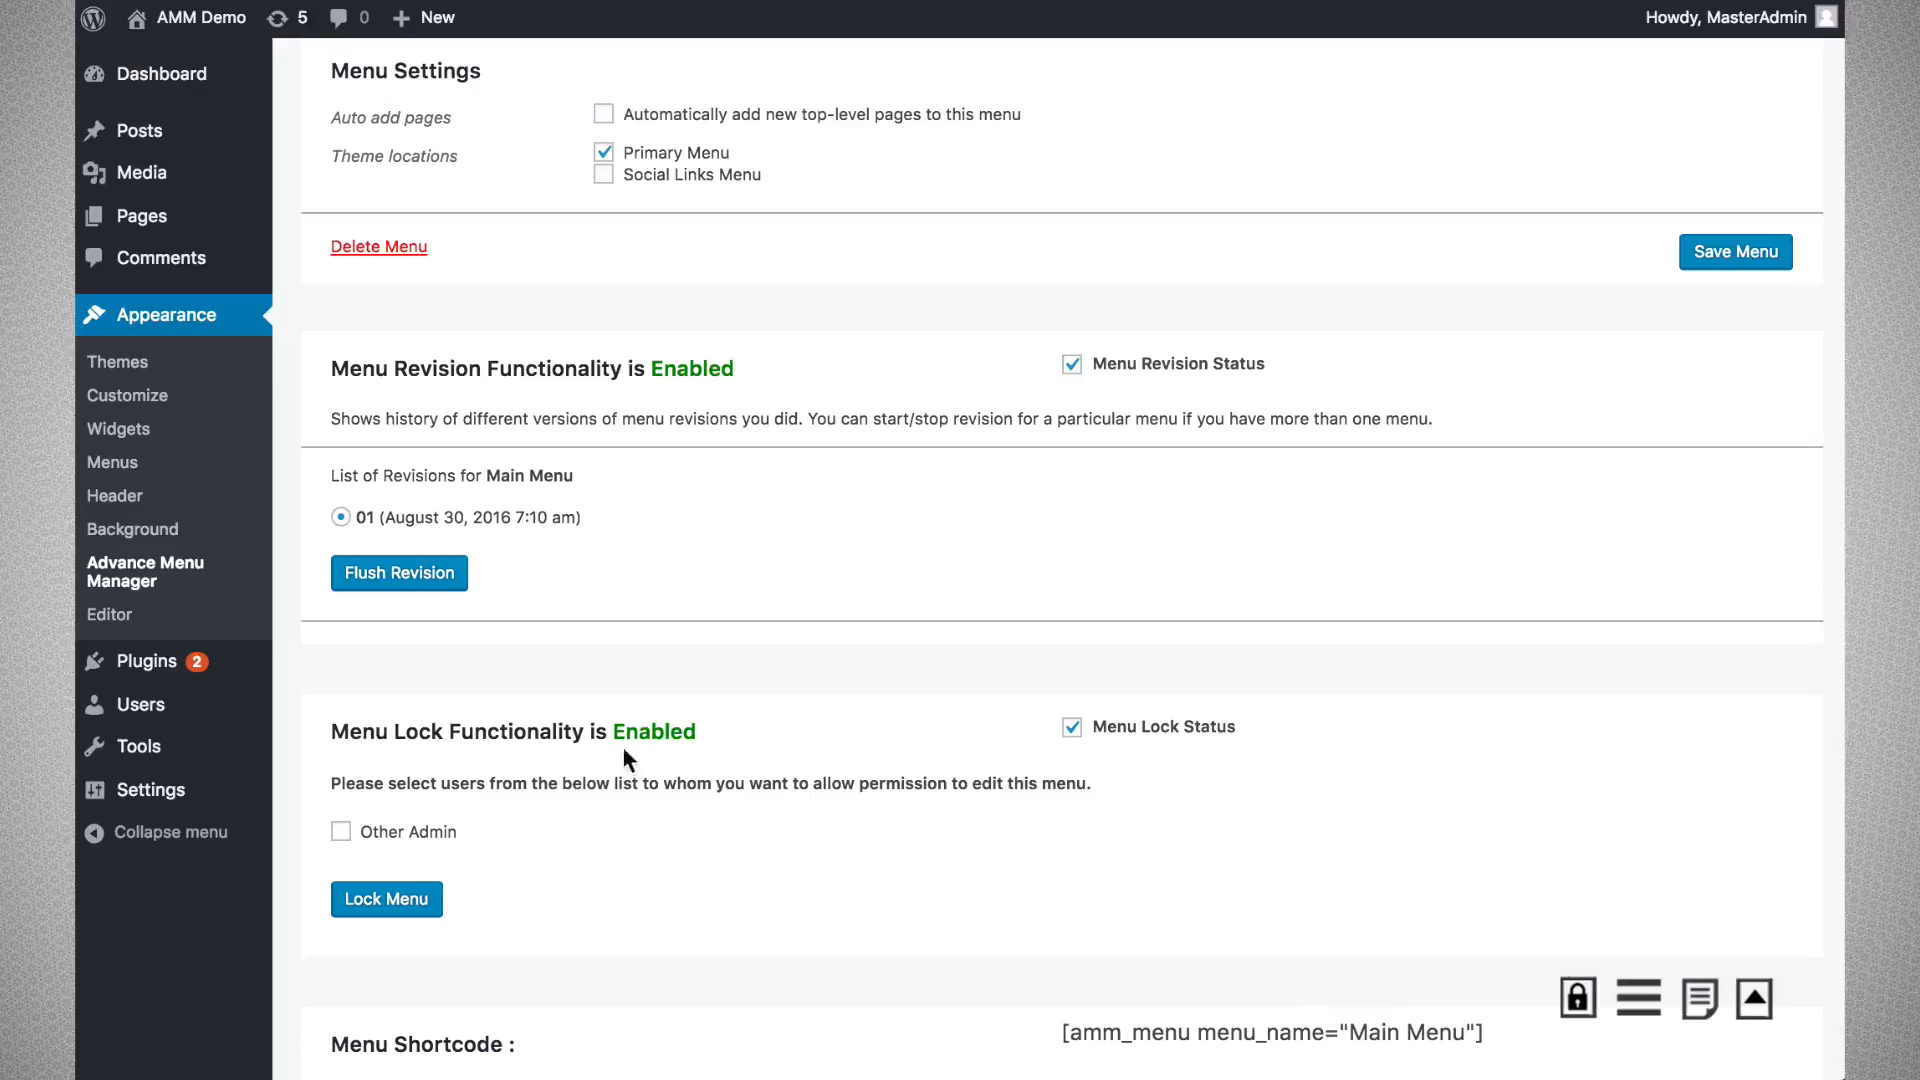 AMM Demo 5 0 New Howdy, MasterAdmin
Dashboard
Posts
Media
Pages
Comments
Appearance
Themes
Customize
Widgets
Menus
Header
Background
Advance Menu
Manager
Editor
Plugins 2
Users
Tools
Settings
Collapse menu
Menu Settings
Auto add pages Automatically add new top-level pages to this menu
Theme locations Primary Menu
Social Links Menu
Delete Menu Save Menu
Menu Revision Functionality is Enabled Menu Revision Status
Shows history of different versions of menu revisions you did. You can start/stop revision for a particular menu if you have more than one menu.
List of Revisions for Main Menu
01 (August 30, 2016 7:10 am)
Flush Revision
Menu Lock Functionality is Enabled Menu Lock Status
Please select users from the below list to whom you want to allow permission to edit this menu.
Other Admin
Lock Menu
Menu Shortcode : [amm_menu menu_name="Main Menu"]